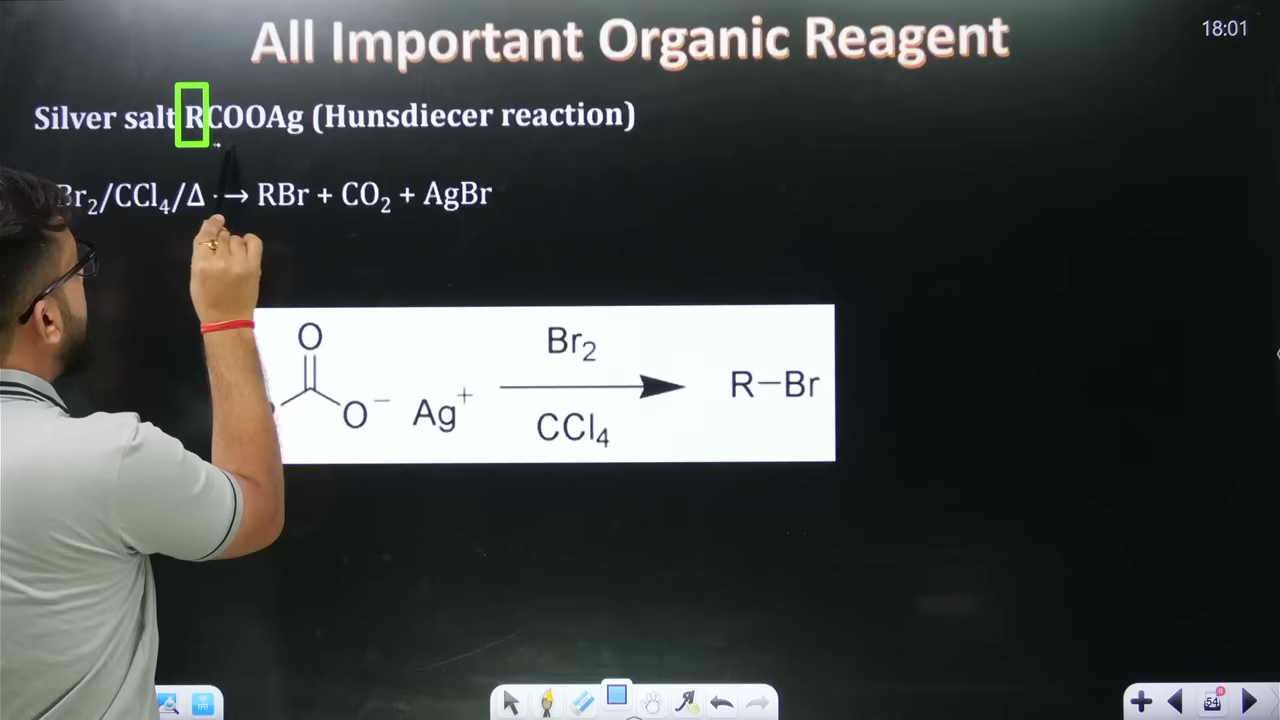 All Important Organic Reagent
18:01
Silver salt RCOOAg (Hunsdiecer reaction)
Br₂/CCl₄/Δ → RBr + CO₂ + AgBr
O
Br₂
O⁻ Ag⁺
R–Br
CCl₄
54
0